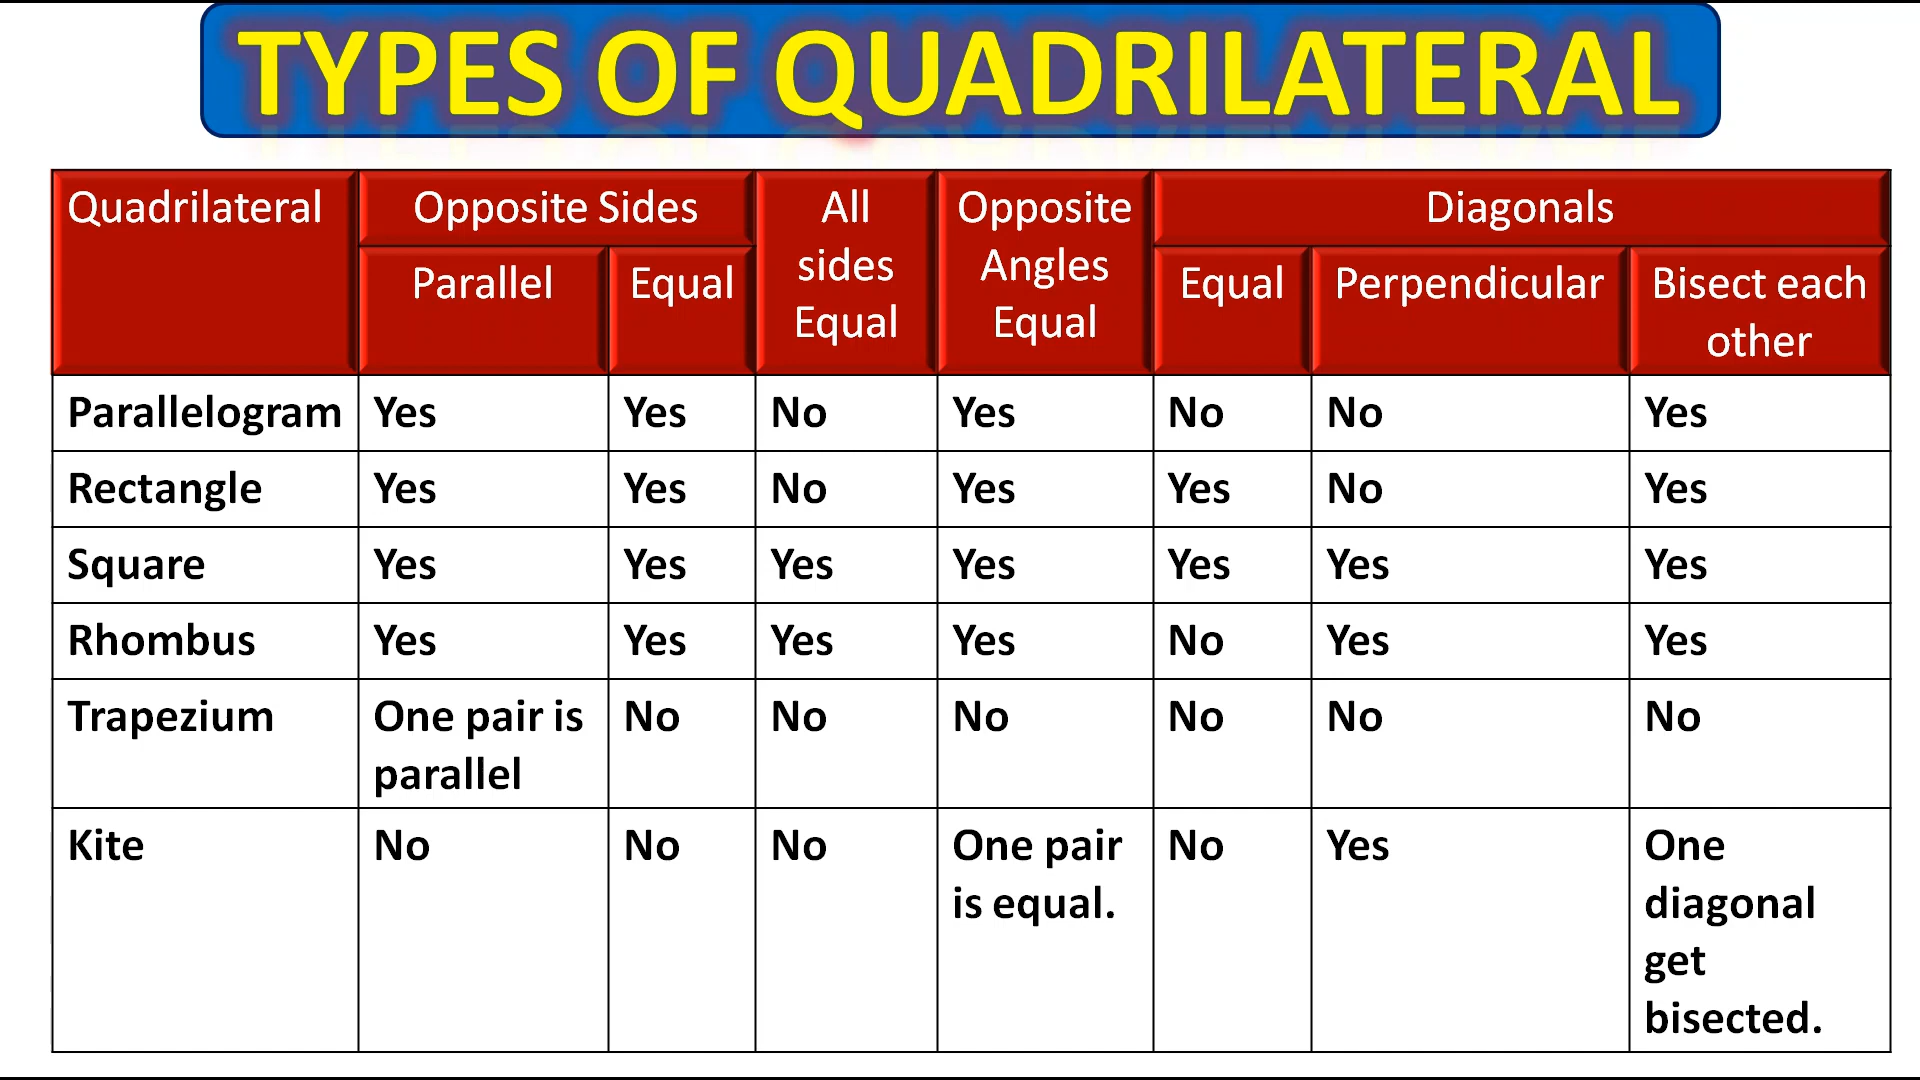 TYPES OF QUADRILATERAL
Quadrilateral
Opposite Sides
All
sides
Equal
Opposite
Angles
Equal
Diagonals
Parallel
Equal
Equal
Perpendicular
Bisect each
other
Parallelogram Yes Yes No Yes No No Yes
Rectangle Yes Yes No Yes Yes No Yes
Square Yes Yes Yes Yes Yes Yes Yes
Rhombus Yes Yes Yes Yes No Yes Yes
Trapezium
One pair is
parallel
No No No No No No
Kite No No No
One pair
is equal.
No Yes
One
diagonal
get
bisected.